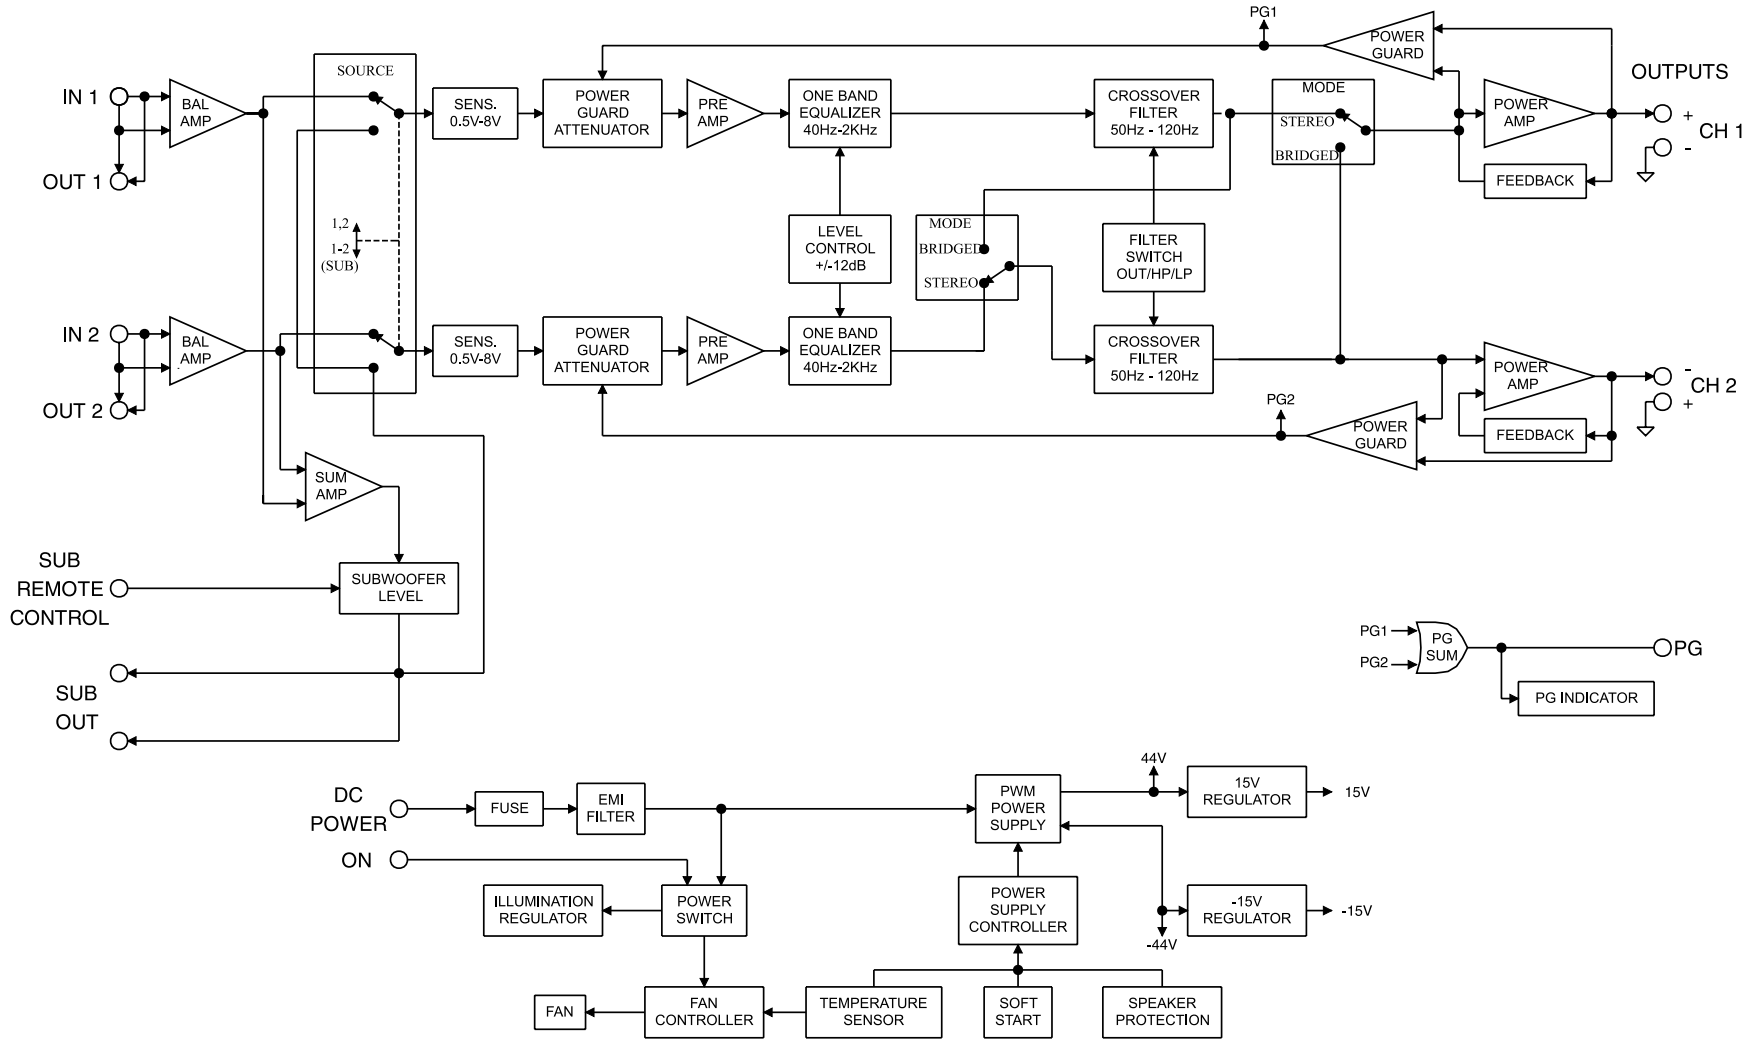 PG1
POWER
GUARD
OUTPUTS
IN 1
BAL
AMP
SOURCE
SENS.
0.5V-8V
POWER
GUARD
ATTENUATOR
PRE
AMP
ONE BAND
EQUALIZER
40Hz-2KHz
CROSSOVER
FILTER
50Hz - 120Hz
MODE
STEREO
BRIDGED
POWER
AMP
+
CH 1
-
FEEDBACK
OUT 1
1,2
1-2
(SUB)
LEVEL
CONTROL
+/-12dB
MODE
BRIDGED
STEREO
FILTER
SWITCH
OUT/HP/LP
IN 2
BAL
AMP
SENS.
0.5V-8V
POWER
GUARD
ATTENUATOR
PRE
AMP
ONE BAND
EQUALIZER
40Hz-2KHz
CROSSOVER
FILTER
50Hz - 120Hz
POWER
AMP
-
CH 2
+
OUT 2
PG2
POWER
GUARD
FEEDBACK
SUM
AMP
SUB
REMOTE
CONTROL
SUBWOOFER
LEVEL
PG1
PG2
PG
SUM
PG
PG INDICATOR
SUB
OUT
DC
POWER
FUSE
EMI
FILTER
PWM
POWER
SUPPLY
44V
15V
REGULATOR
15V
ON
ILLUMINATION
REGULATOR
POWER
SWITCH
POWER
SUPPLY
CONTROLLER
-15V
REGULATOR
-15V
-44V
FAN
FAN
CONTROLLER
TEMPERATURE
SENSOR
SOFT
START
SPEAKER
PROTECTION